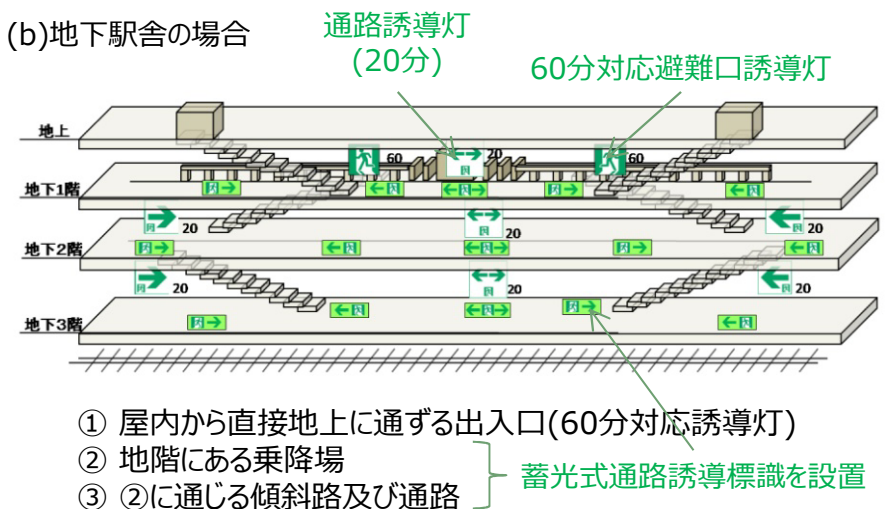 (b)地下駅舎の場合
通路誘導灯
(20分)
60分対応避難口誘導灯
地上
60
20
60
地下1階
20
20
20
地下2階
20
20
20
地下3階
① 屋内から直接地上に通ずる出入口(60分対応誘導灯)
② 地階にある乗降場
③ ②に通じる傾斜路及び通路
蓄光式通路誘導標識を設置